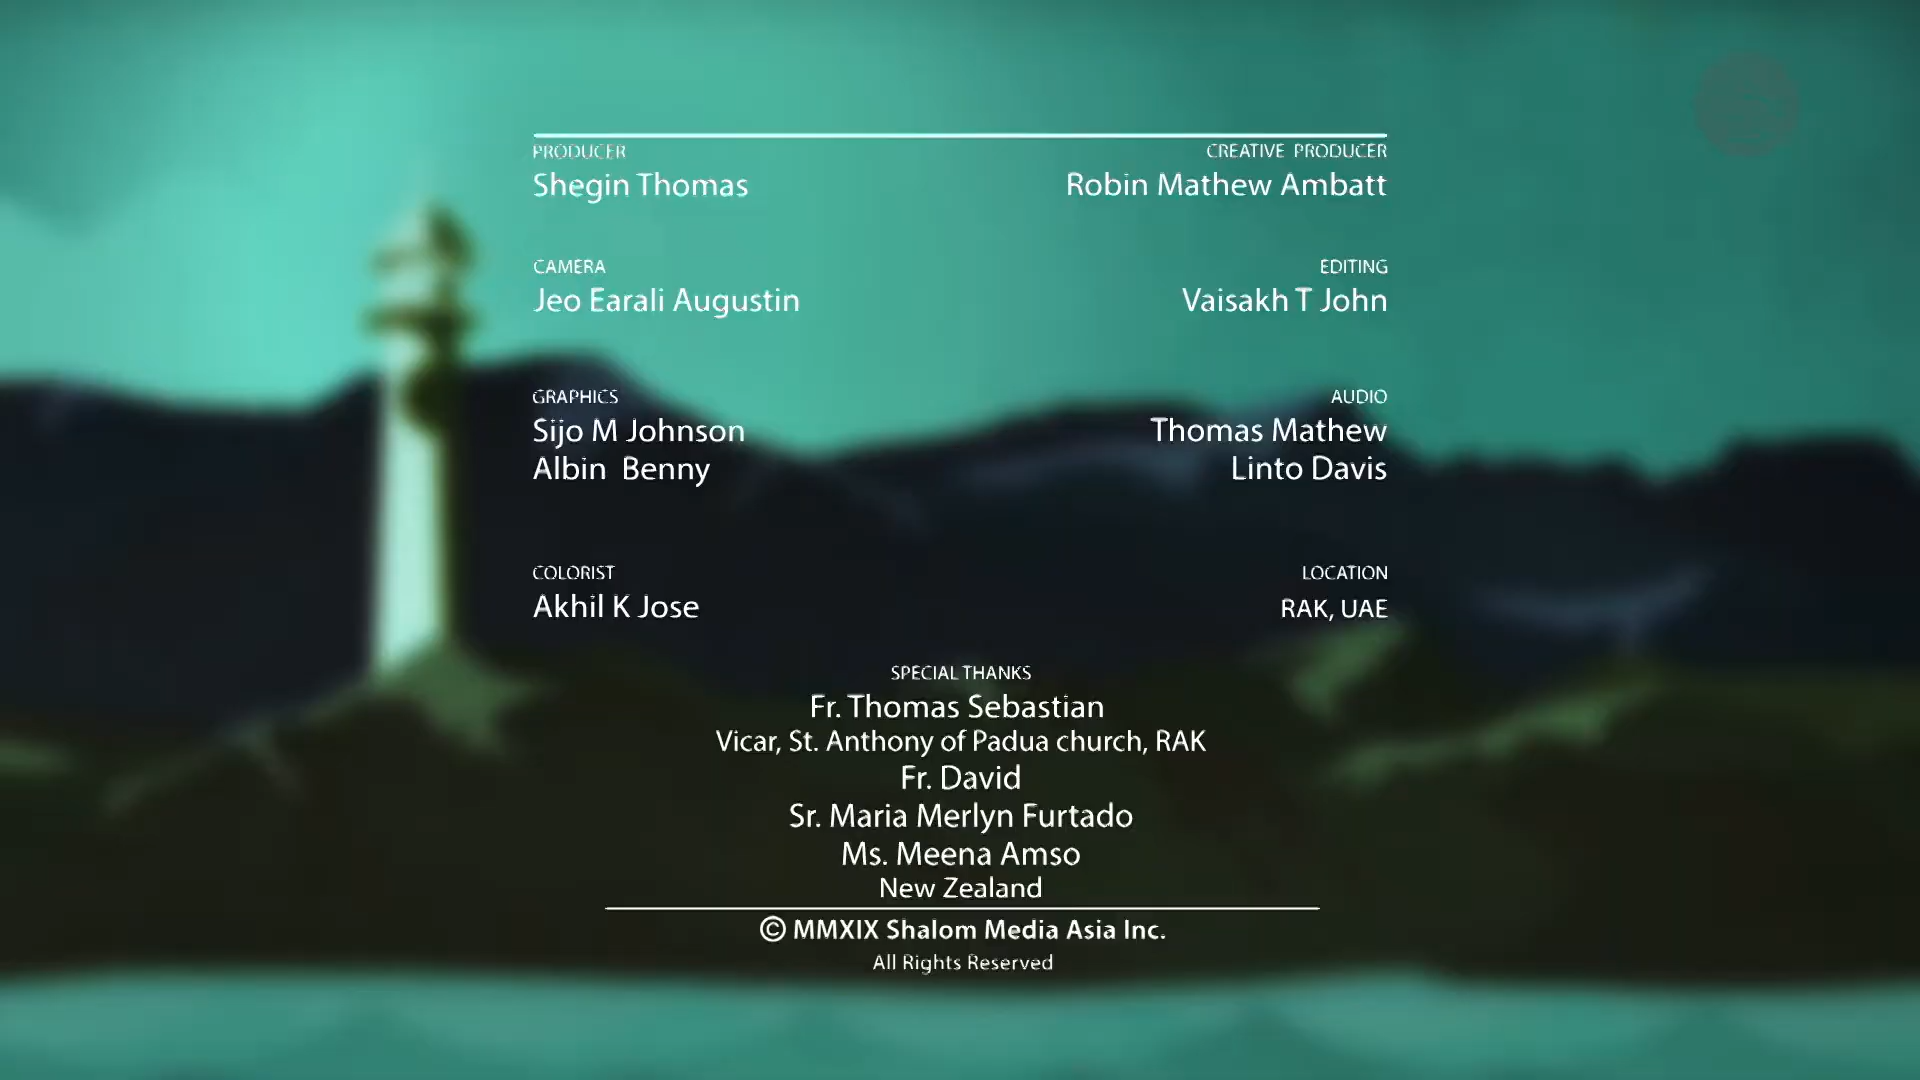 PRODUCER
Shegin Thomas
CREATIVE PRODUCER
Robin Mathew Ambatt
CAMERA
Jeo Earali Augustin
EDITING
Vaisakh T John
GRAPHICS
Sijo M Johnson
Albin Benny
AUDIO
Thomas Mathew
Linto Davis
COLORIST
Akhil K Jose
LOCATION
RAK, UAE
SPECIAL THANKS
Fr. Thomas Sebastian
Vicar, St. Anthony of Padua church, RAK
Fr. David
Sr. Maria Merlyn Furtado
Ms. Meena Amso
New Zealand
© MMXIX Shalom Media Asia Inc.
All Rights Reserved